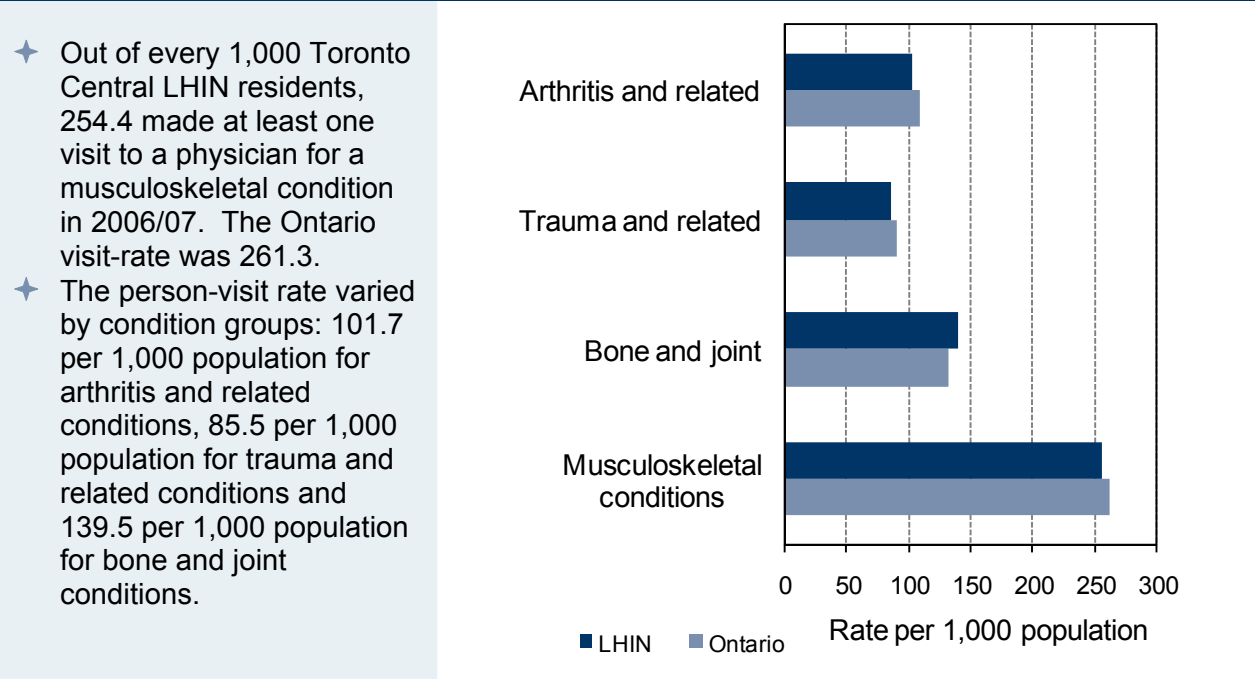 Out of every 1,000 Toronto
Central LHIN residents,
254.4 made at least one
visit to a physician for a
musculoskeletal condition
in 2006/07. The Ontario
visit-rate was 261.3.
The person-visit rate varied
by condition groups: 101.7
per 1,000 population for
arthritis and related
conditions, 85.5 per 1,000
population for trauma and
related conditions and
139.5 per 1,000 population
for bone and joint
conditions.
Arthritis and related
Trauma and related
Bone and joint
Musculoskeletal
conditions
0 50 100 150 200 250 300
Rate per 1,000 population
LHIN Ontario